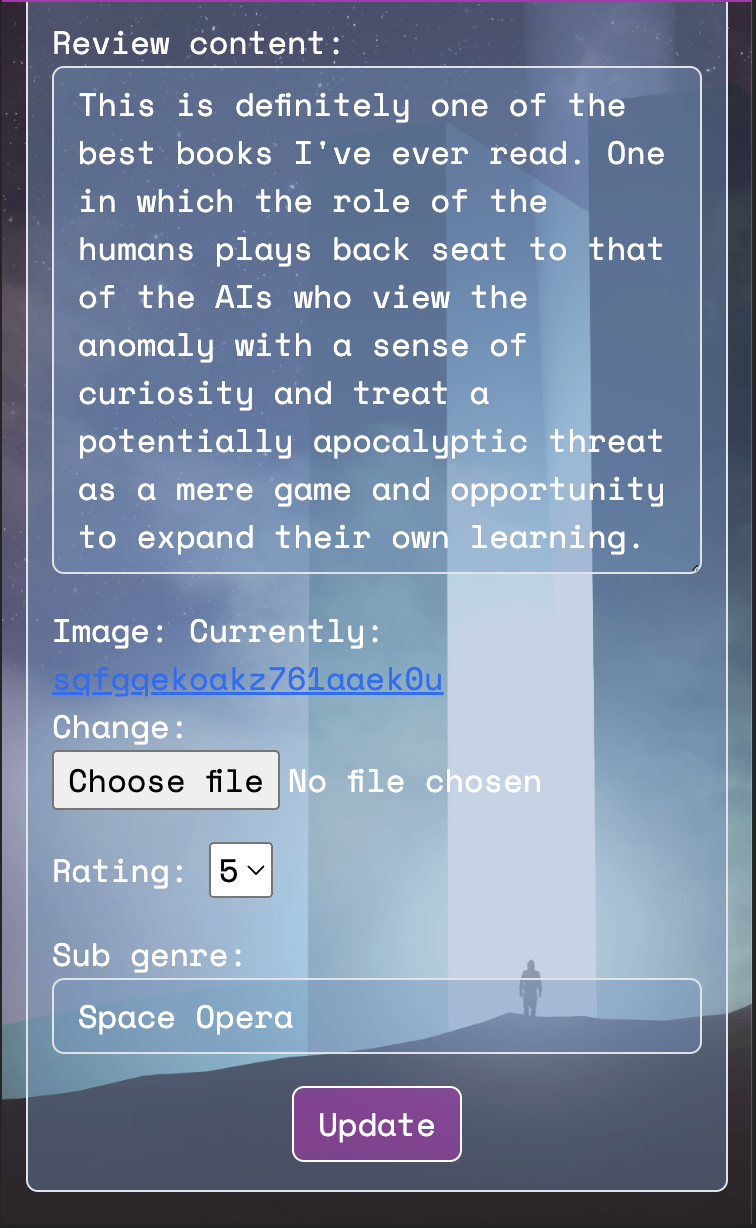 Review content:
This is definitely one of the
best books I've ever read. One
in which the role of the
humans plays back seat to that
of the AIs who view the
anomaly with a sense of
curiosity and treat a
potentially apocalyptic threat
as a mere game and opportunity
to expand their own learning.
Image: Currently:
sqfgqekoakz761aaek0u
Change:
Choose file No file chosen
Rating: 5
Sub genre:
Space Opera
Update